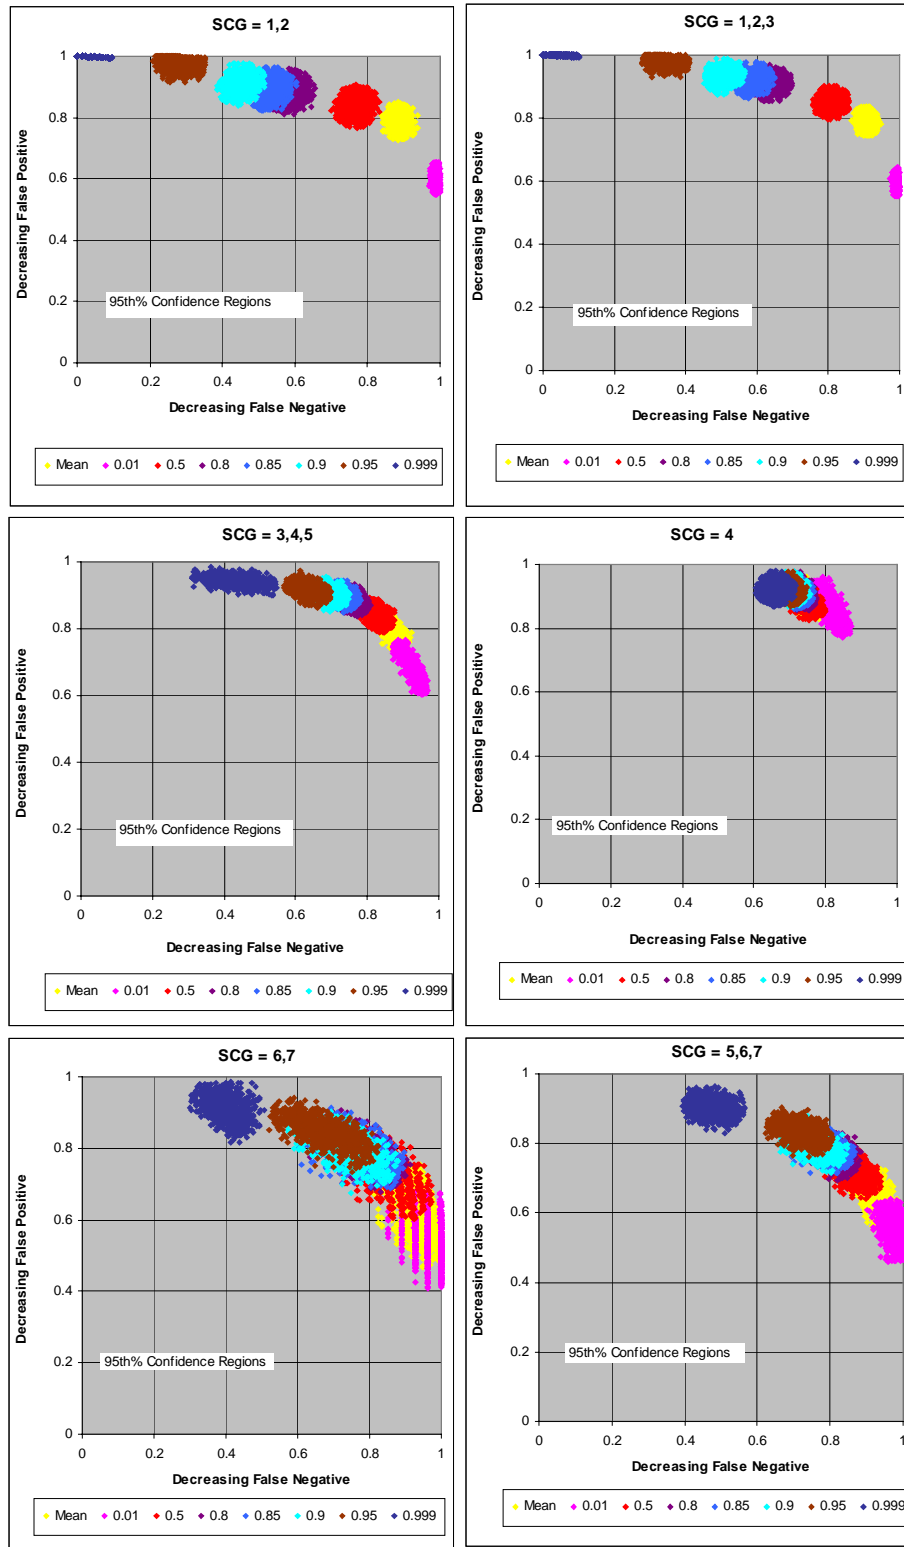 SCG = 1,2
1
0.8
0.6
0.4
0.2
0
Decreasing False Positive
95th% Confidence Regions
0 0.2 0.4 0.6 0.8 1
Decreasing False Negative
Mean 0.01 0.5 0.8 0.85 0.9 0.95 0.999
SCG = 1,2,3
1
0.8
0.6
0.4
0.2
0
Decreasing False Positive
95th% Confidence Regions
0 0.2 0.4 0.6 0.8 1
Decreasing False Negative
Mean 0.01 0.5 0.8 0.85 0.9 0.95 0.999
SCG = 3,4,5
1
0.8
0.6
0.4
0.2
0
Decreasing False Positive
95th% Confidence Regions
0 0.2 0.4 0.6 0.8 1
Decreasing False Negative
Mean 0.01 0.5 0.8 0.85 0.9 0.95 0.999
SCG = 4
1
0.8
0.6
0.4
0.2
0
Decreasing False Positive
95th% Confidence Regions
0 0.2 0.4 0.6 0.8 1
Decreasing False Negative
Mean 0.01 0.5 0.8 0.85 0.9 0.95 0.999
SCG = 6,7
1
0.8
0.6
0.4
0.2
0
Decreasing False Positive
95th% Confidence Regions
0 0.2 0.4 0.6 0.8 1
Decreasing False Negative
Mean 0.01 0.5 0.8 0.85 0.9 0.95 0.999
SCG = 5,6,7
1
0.8
0.6
0.4
0.2
0
Decreasing False Positive
95th% Confidence Regions
0 0.2 0.4 0.6 0.8 1
Decreasing False Negative
Mean 0.01 0.5 0.8 0.85 0.9 0.95 0.999